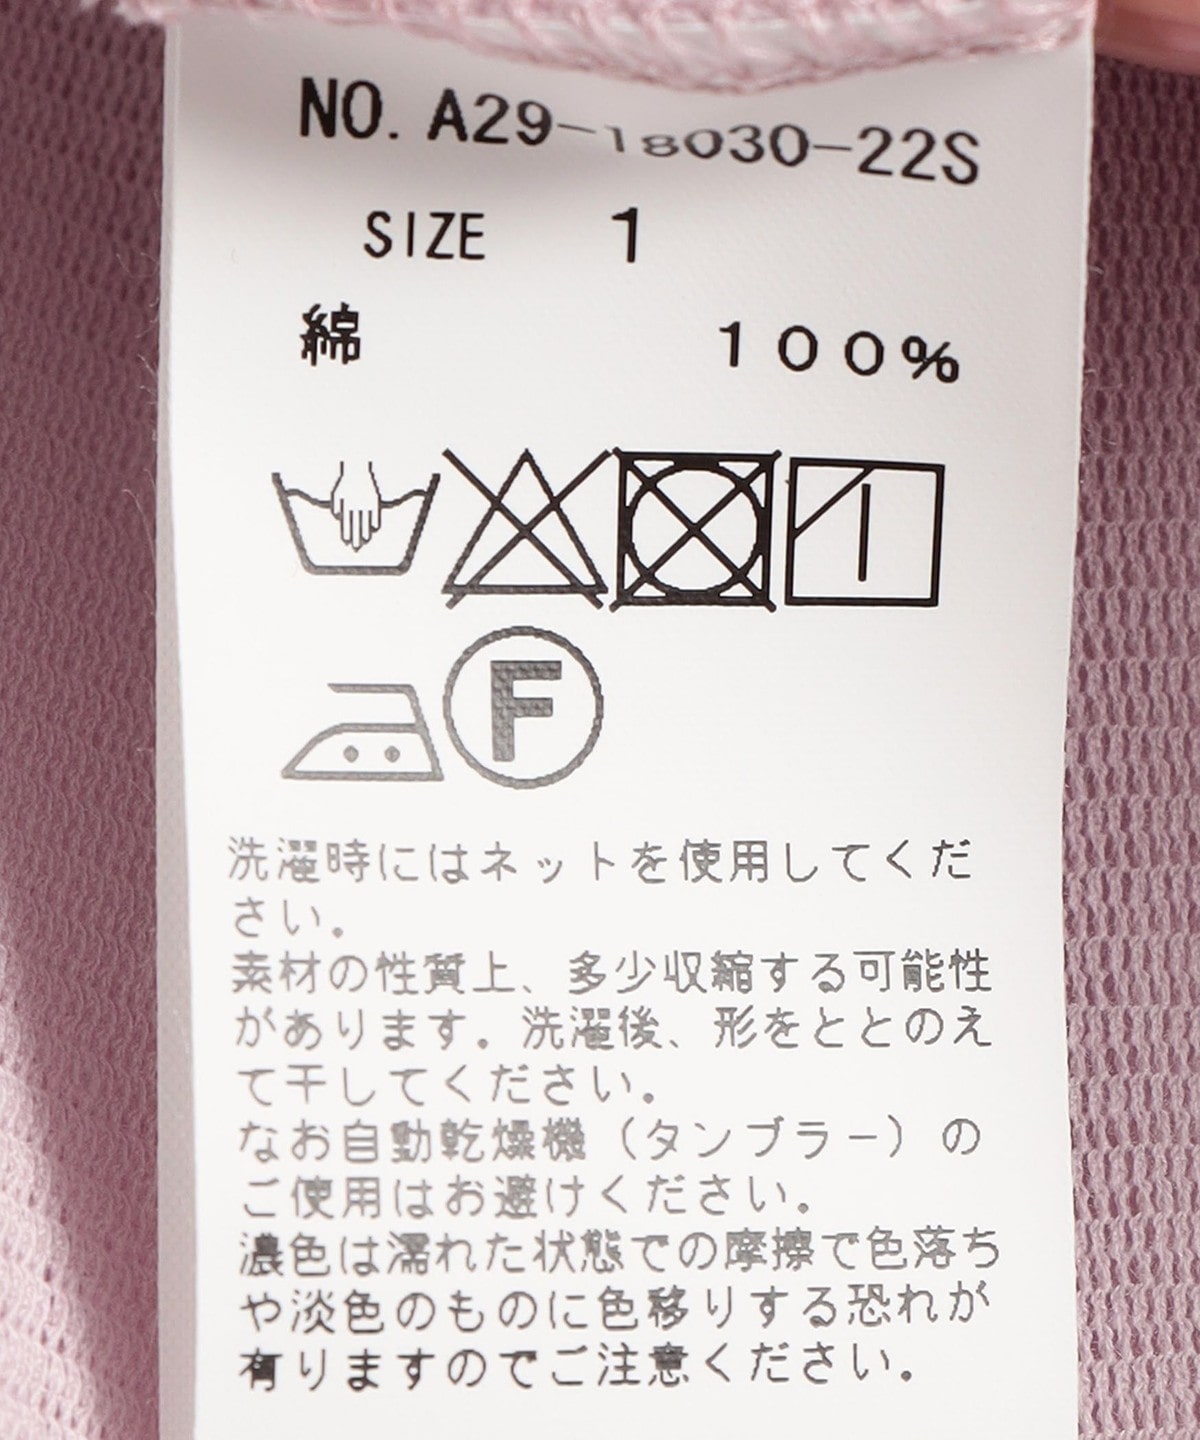 NO. A29-18030-22S
SIZE 1
綿 100%
F
洗濯時にはネットを使用してくだ
さい。
素材の性質上、多少収縮する可能性
があります。洗濯後、形をととのえ
て干してください。
なお自動乾燥機（タンブラー）の
ご使用はお避けください。
濃色は濡れた状態での摩擦で色落ち
や淡色のものに色移りする恐れが
有りますのでご注意ください。